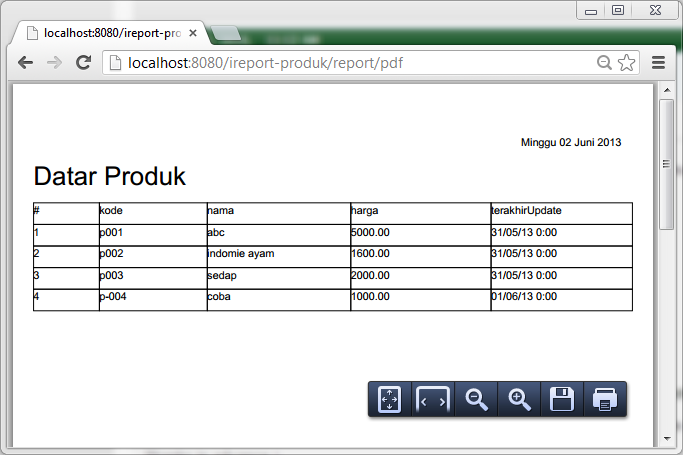 localhost:8080/ireport-pro
localhost:8080/ireport-produk/report/pdf
Minggu 02 Juni 2013
Datar Produk
# kode nama harga terakhirUpdate
1 p001 abc 5000.00 31/05/13 0:00
2 p002 indomie ayam 1600.00 31/05/13 0:00
3 p003 sedap 2000.00 31/05/13 0:00
4 p-004 coba 1000.00 01/06/13 0:00